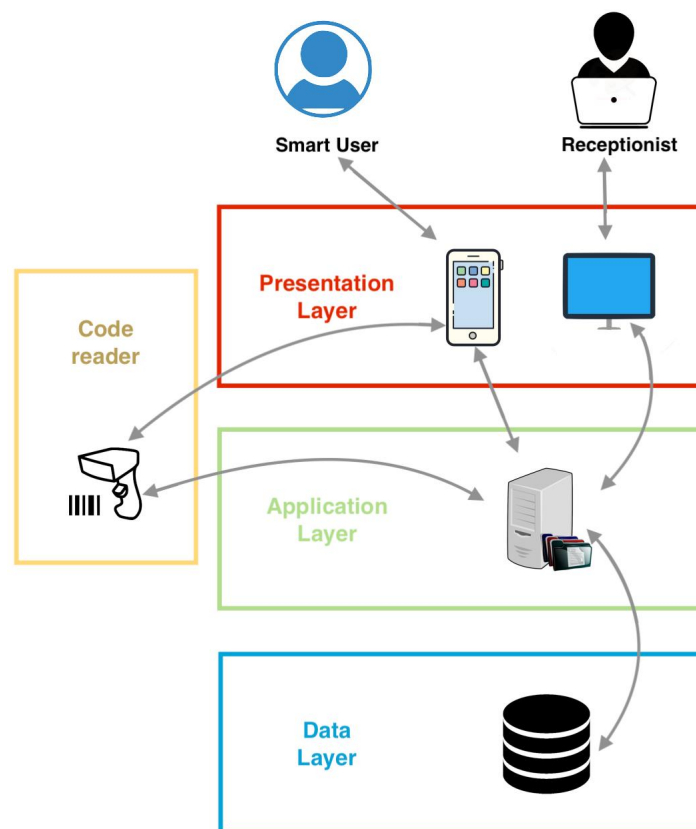 Smart User
Receptionist
Presentation
Layer
Code
reader
Application
Layer
Data
Layer